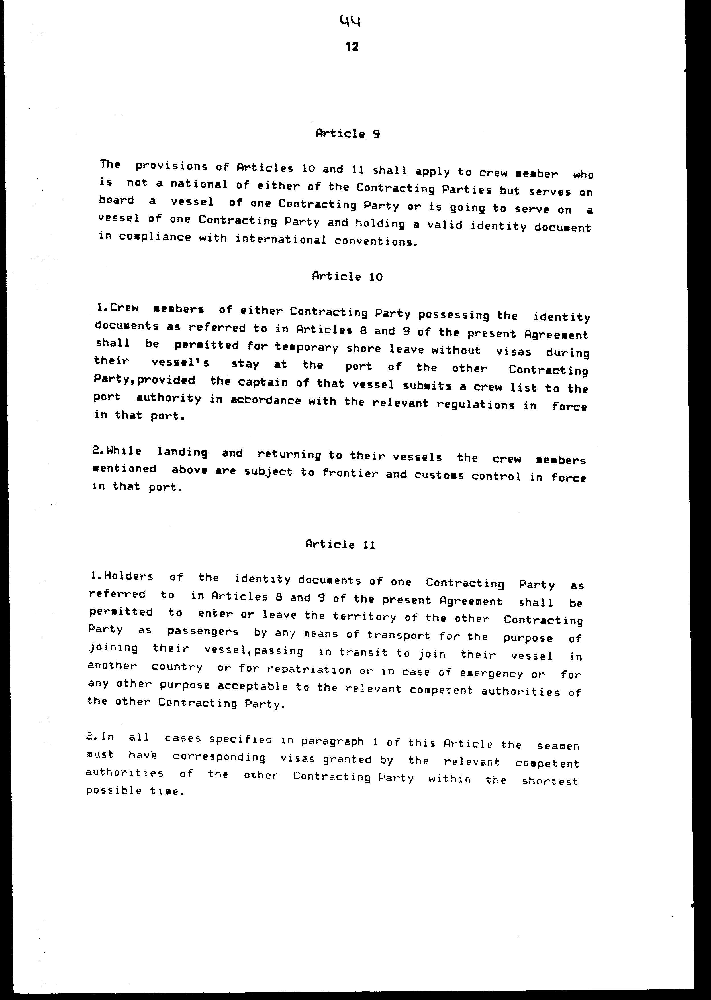 44
12
Article 9
The provisions of Articles 10 and 11 shall apply to crew member who
is not a national of either of the Contracting Parties but serves on
board a vessel of one Contracting Party or is going to serve on a
vessel of one Contracting Party and holding a valid identity document
in compliance with international conventions.
Article 10
1.Crew members of either Contracting Party possessing the identity
documents as referred to in Articles 8 and 9 of the present Agreement
shall be permitted for temporary shore leave without visas during
their vessel's stay at the port of the other Contracting
Party,provided the captain of that vessel submits a crew list to the
port authority in accordance with the relevant regulations in force
in that port.
2.While landing and returning to their vessels the crew members
mentioned above are subject to frontier and customs control in force
in that port.
Article 11
1.Holders of the identity documents of one Contracting Party as
referred to in Articles 8 and 9 of the present Agreement shall be
permitted to enter or leave the territory of the other Contracting
Party as passengers by any means of transport for the purpose of
joining their vessel,passing in transit to join their vessel in
another country or for repatriation or in case of emergency or for
any other purpose acceptable to the relevant competent authorities of
the other Contracting Party.
2.In all cases specified in paragraph 1 of this Article the seamen
must have corresponding visas granted by the relevant competent
authorities of the other Contracting Party within the shortest
possible time.